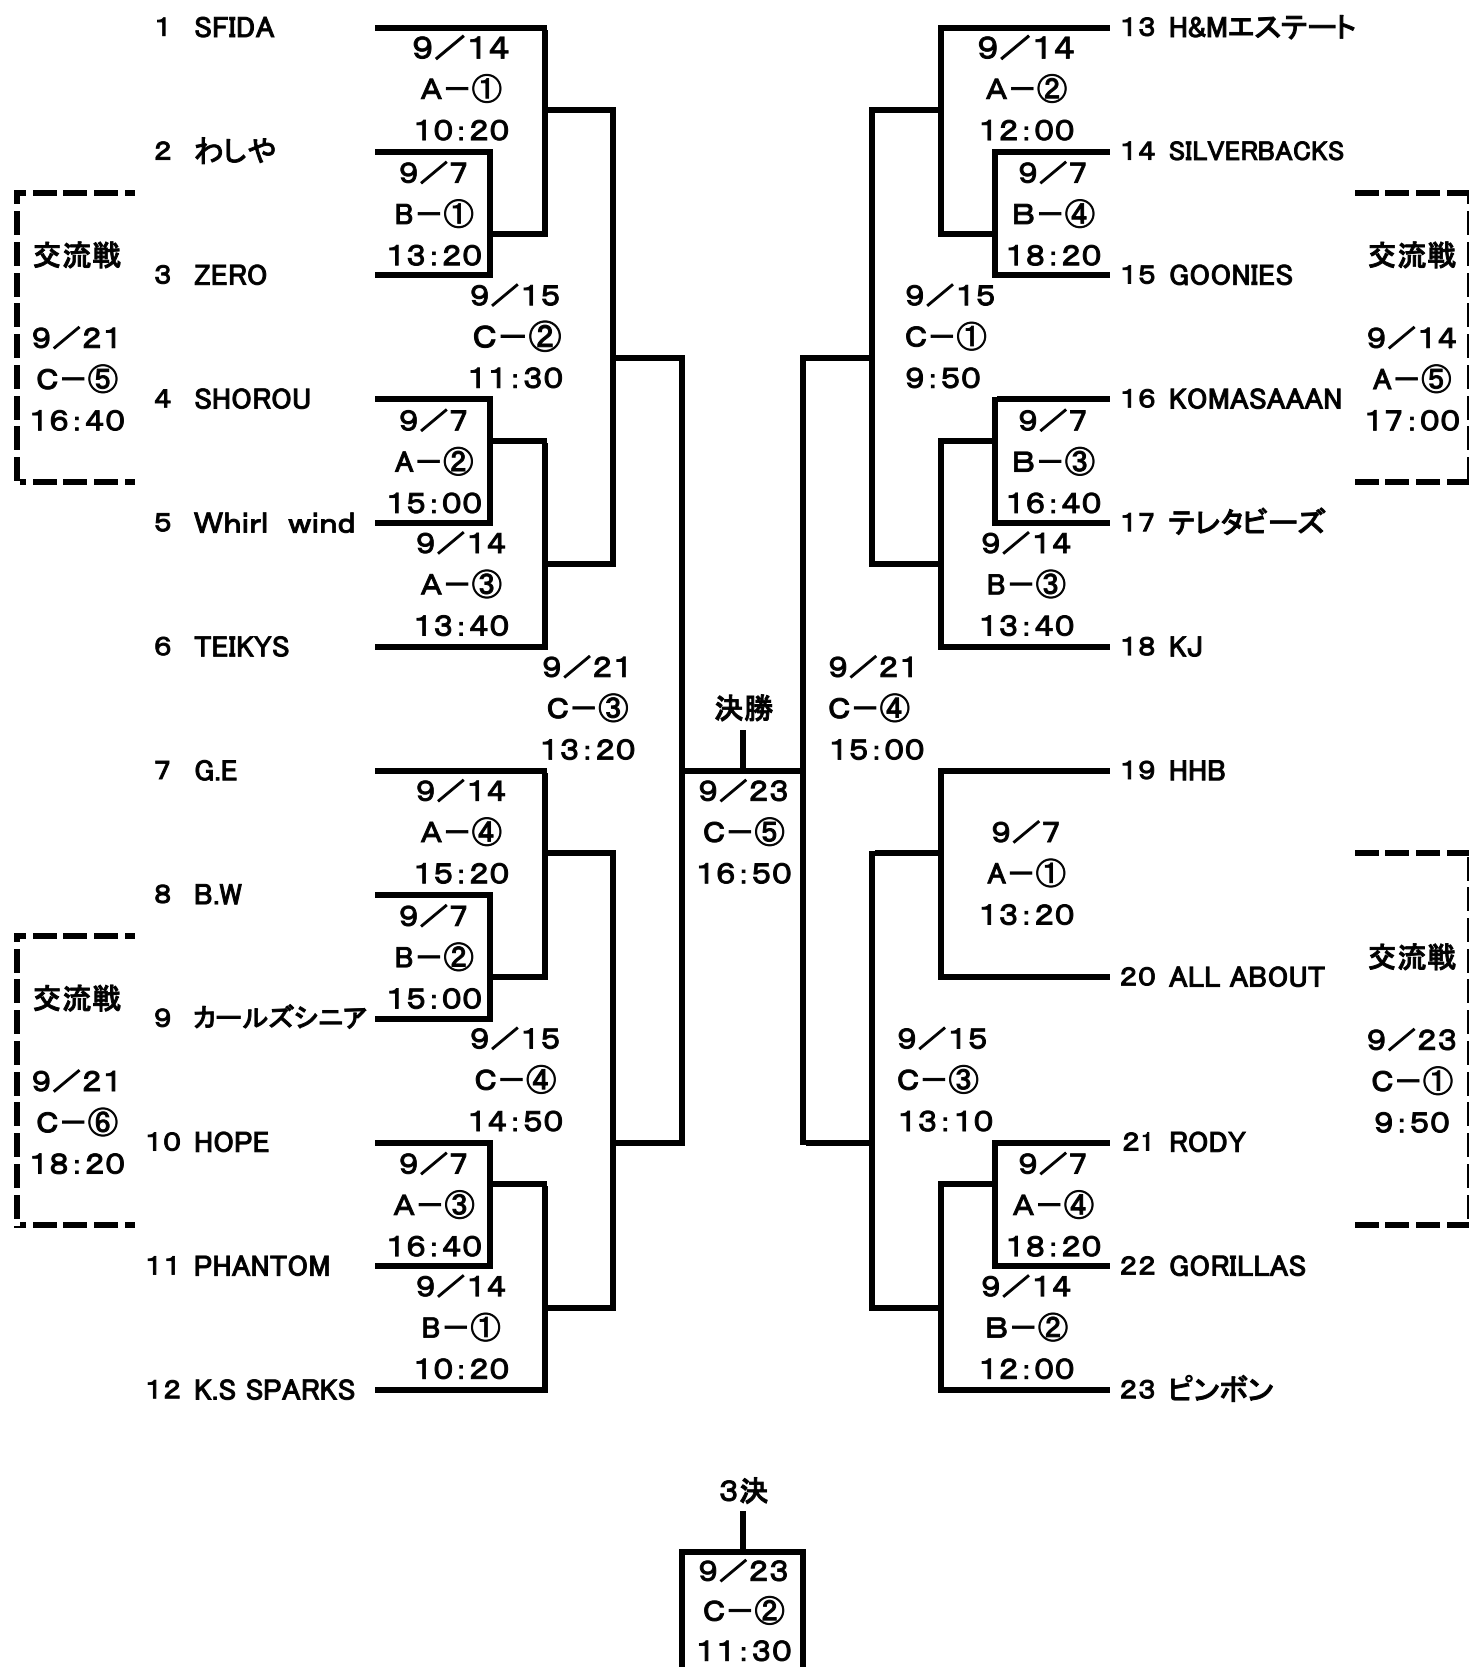 1 SFIDA
9／14
A－①
10:20
2 わしや
9／7
B－①
13:20
3 ZERO
交流戦
9／21
C－⑤
16:40
9／15
C－②
11:30
4 SHOROU
9／7
A－②
15:00
5 Whirl wind
9／14
A－③
13:40
6 TEIKYS
9／21
C－③
13:20
7 G.E
9／14
A－④
15:20
8 B.W
9／7
B－②
15:00
9 カールズシニア
交流戦
9／21
C－⑥
18:20
9／15
C－④
14:50
10 HOPE
9／7
A－③
16:40
11 PHANTOM
9／14
B－①
10:20
12 K.S SPARKS
決勝
9／23
C－⑤
16:50
13 H&Mエステート
9／14
A－②
12:00
14 SILVERBACKS
9／7
B－④
18:20
15 GOONIES
交流戦
9／14
A－⑤
17:00
9／15
C－①
9:50
16 KOMASAAAN
9／7
B－③
16:40
17 テレタビーズ
9／14
B－③
13:40
18 KJ
9／21
C－④
15:00
19 HHB
9／7
A－①
13:20
20 ALL ABOUT
交流戦
9／23
C－①
9:50
9／15
C－③
13:10
21 RODY
9／7
A－④
18:20
22 GORILLAS
9／14
B－②
12:00
23 ピンボン
3決
9／23
C－②
11:30